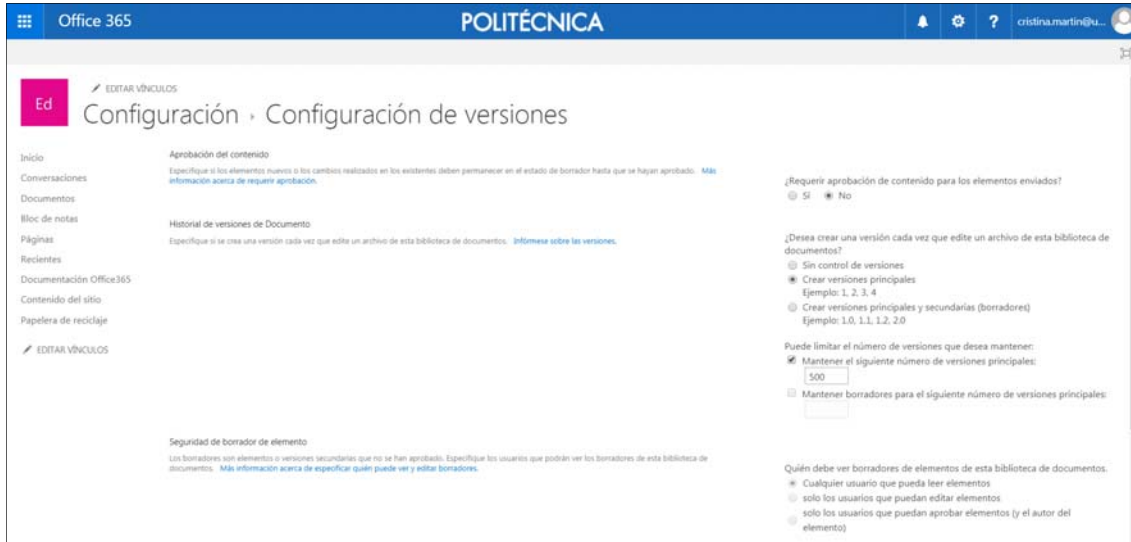 Office 365
POLITÉCNICA
?
cristina.martin@u...
Ed
EDITAR VÍNCULOS
Configuración › Configuración de versiones
Inicio
Conversaciones
Documentos
Bloc de notas
Páginas
Recientes
Documentación Office365
Contenido del sitio
Papelera de reciclaje
EDITAR VÍNCULOS
Aprobación del contenido
Especifique si los elementos nuevos o los cambios realizados en los existentes deben permanecer en el estado de borrador hasta que se hayan aprobado. Más
información acerca de requerir aprobación.
¿Requerir aprobación de contenido para los elementos enviados?
Sí No
Historial de versiones de Documento
Especifique si se crea una versión cada vez que edite un archivo de esta biblioteca de documentos. Infórmese sobre las versiones.
¿Desea crear una versión cada vez que edite un archivo de esta biblioteca de
documentos?
Sin control de versiones
Crear versiones principales
Ejemplo: 1, 2, 3, 4
Crear versiones principales y secundarias (borradores)
Ejemplo: 1.0, 1.1, 1.2, 2.0
Puede limitar el número de versiones que desea mantener:
Mantener el siguiente número de versiones principales:
500
Mantener borradores para el siguiente número de versiones principales:
Seguridad de borrador de elemento
Los borradores son elementos o versiones secundarias que no se han aprobado. Especifique los usuarios que podrán ver los borradores de esta biblioteca de
documentos. Más información acerca de especificar quién puede ver y editar borradores.
Quién debe ver borradores de elementos de esta biblioteca de documentos.
Cualquier usuario que pueda leer elementos
solo los usuarios que puedan editar elementos
solo los usuarios que puedan aprobar elementos (y el autor del
elemento)